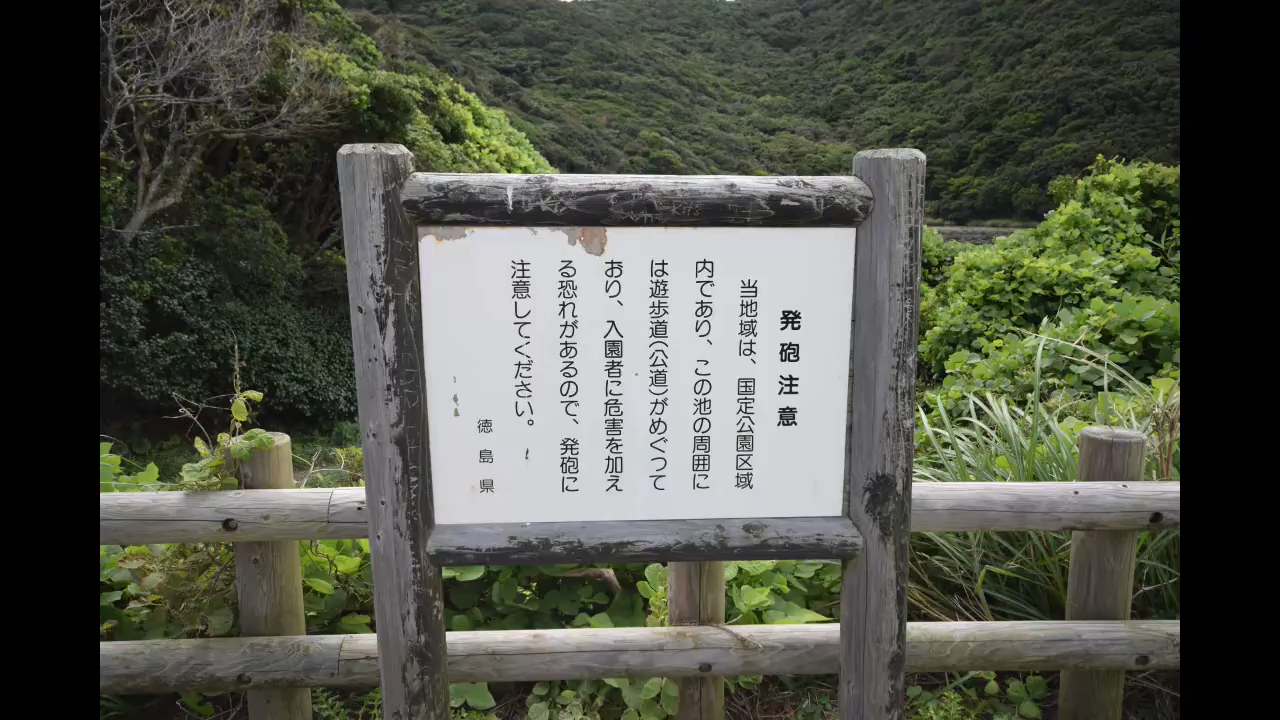 発砲注意
当地域は、国定公園区域
内であり、この池の周囲に
は遊歩道(公道)がめぐつて
おり、入園者に危害を加え
る恐れがあるので、発砲に
注意してください。
徳島県